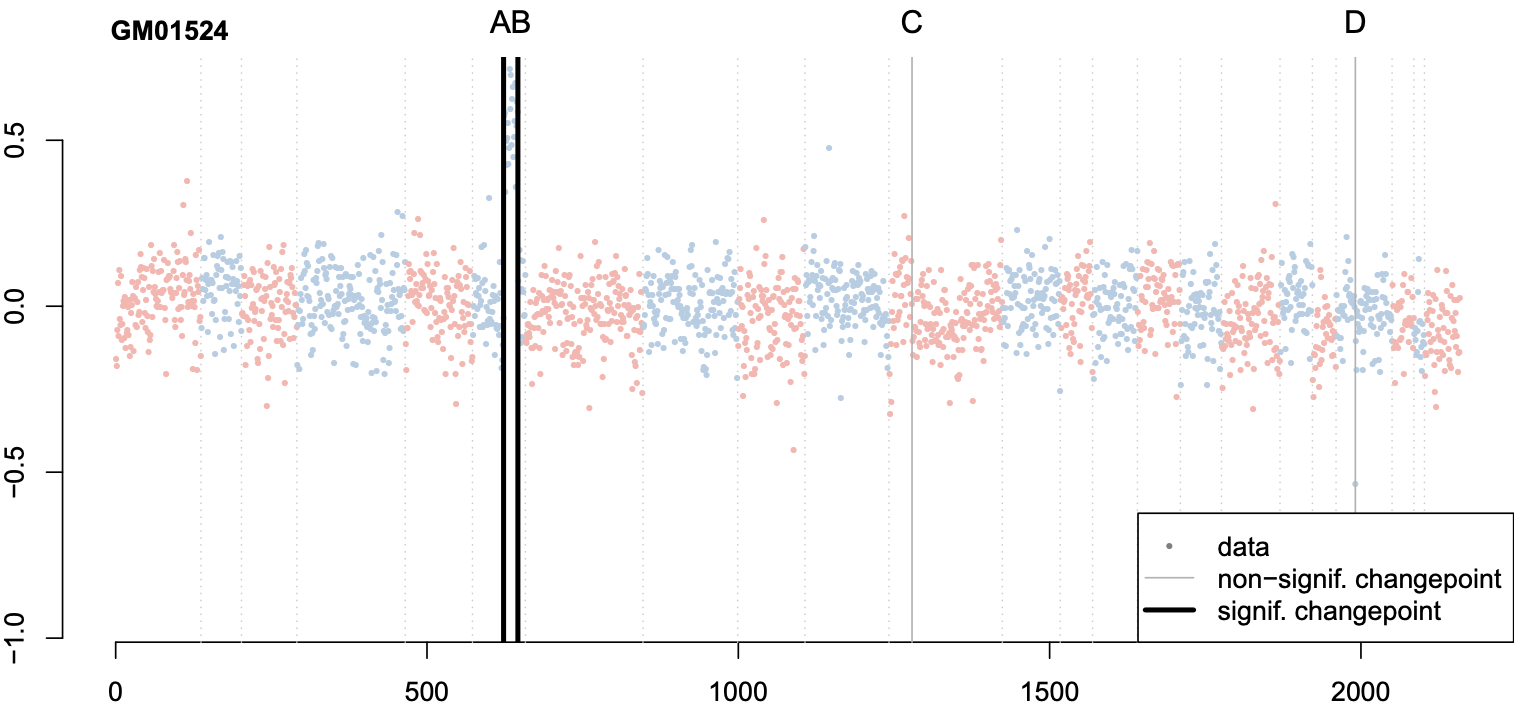 GM01524
AB C D
0.5
0.0
−0.5
−1.0
data
non−signif. changepoint
signif. changepoint
0 500 1000 1500 2000